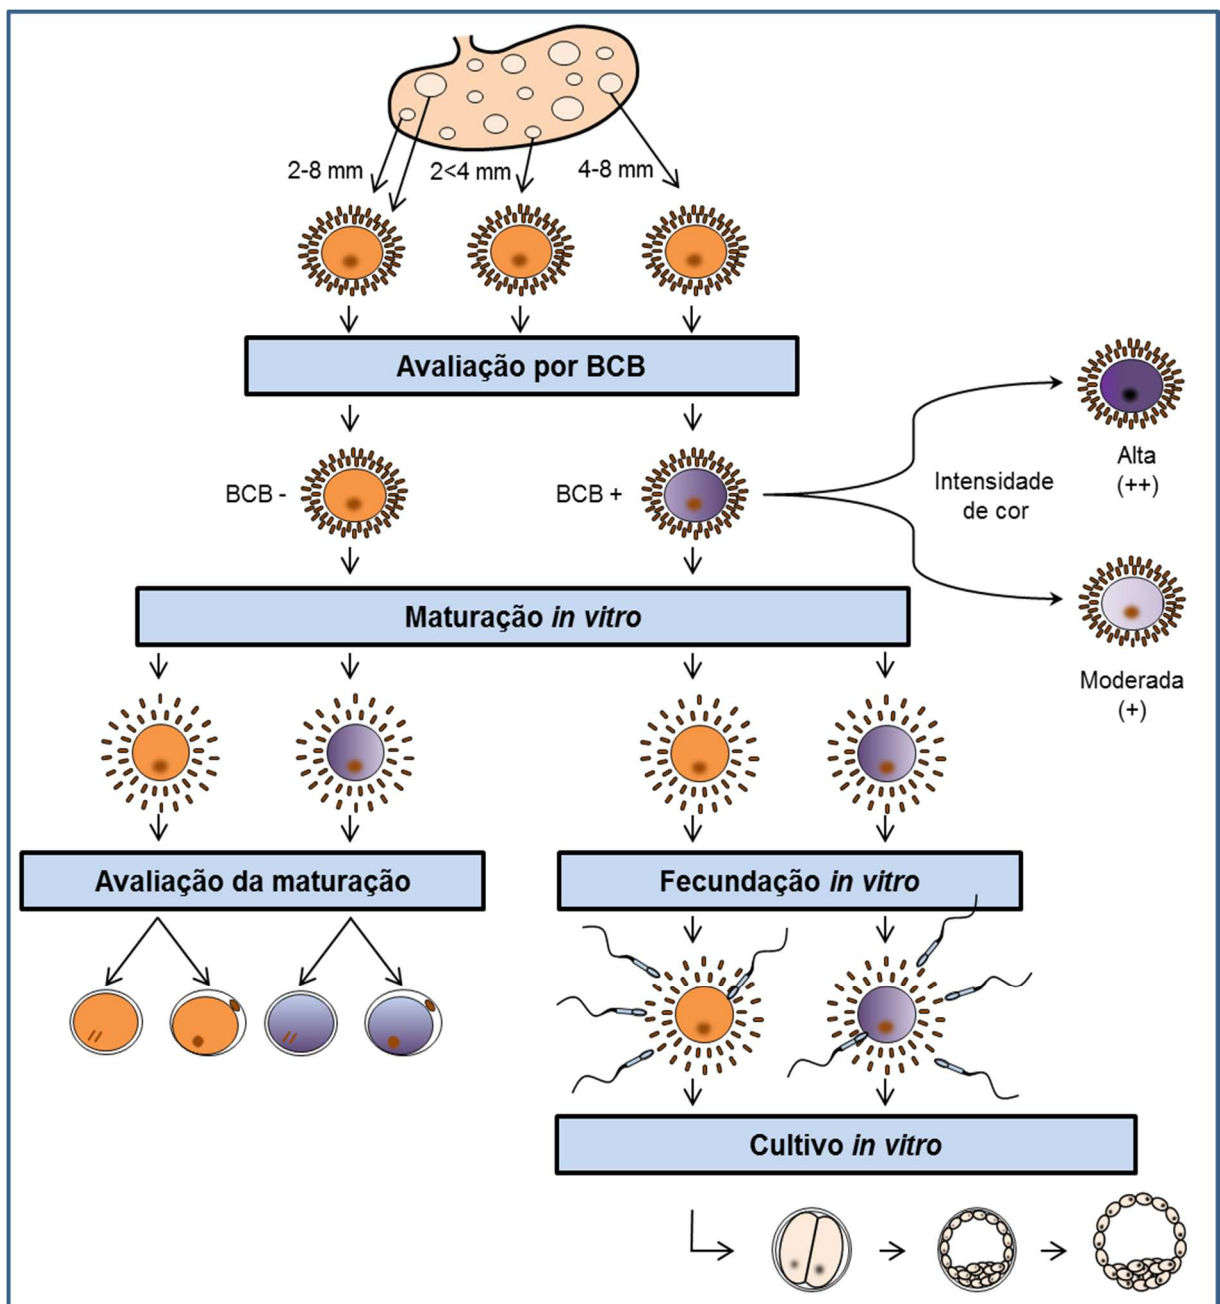 2-8 mm
2<4 mm
4-8 mm
Avaliação por BCB
BCB -
BCB +
Intensidade
de cor
Alta
(++)
Moderada
(+)
Maturação in vitro
Avaliação da maturação
Fecundação in vitro
Cultivo in vitro